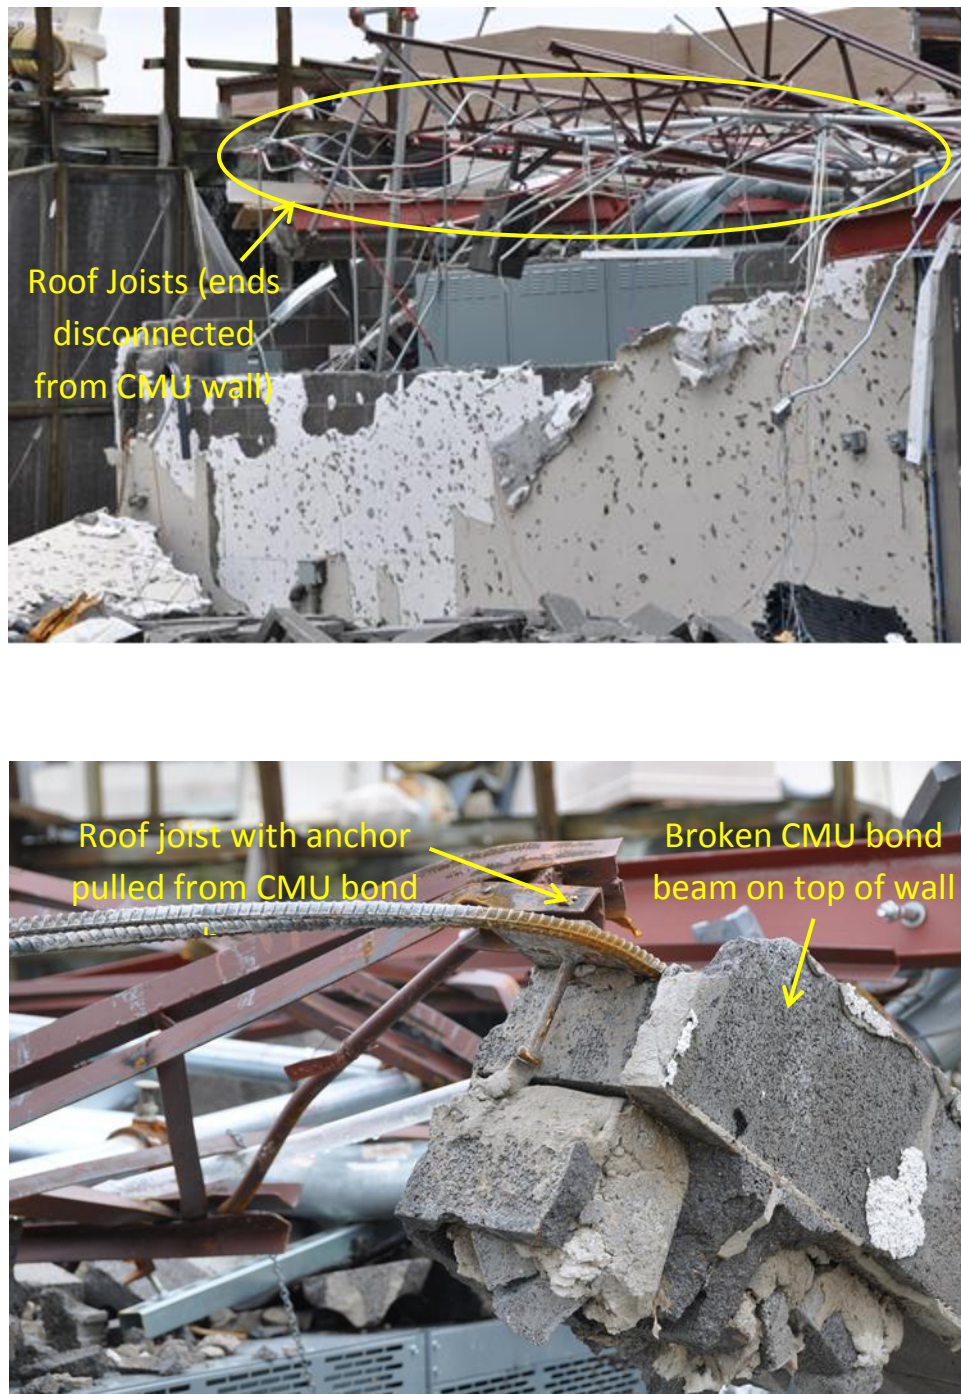 Roof Joists (ends
disconnected
from CMU wall)
Roof joist with anchor
pulled from CMU bond
Broken CMU bond
beam on top of wall